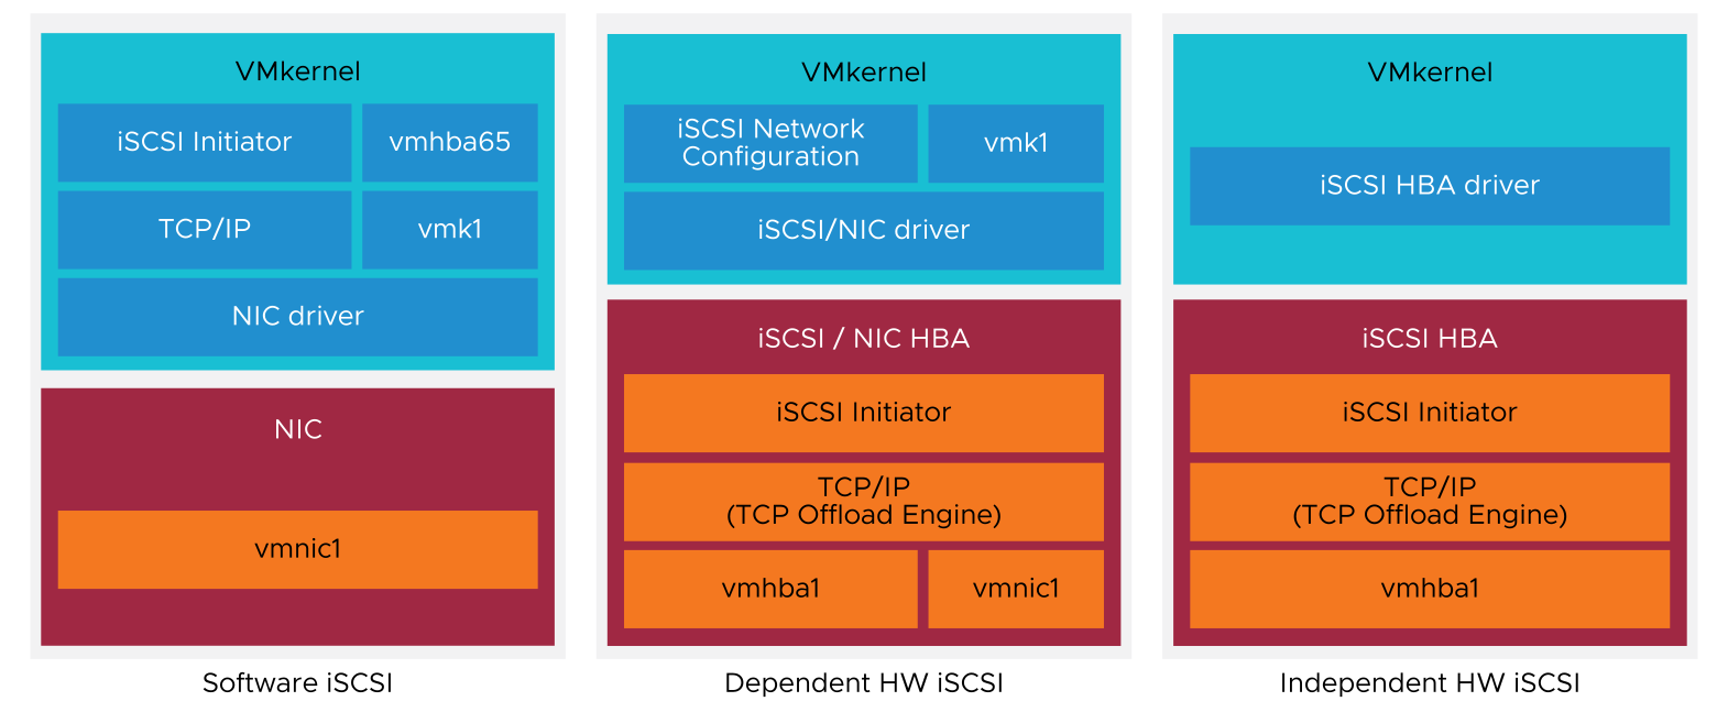 VMkernel
iSCSI Initiator
vmhba65
TCP/IP
vmk1
NIC driver
NIC
vmnic1
Software iSCSI
VMkernel
iSCSI Network
Configuration
vmk1
iSCSI/NIC driver
iSCSI / NIC HBA
iSCSI Initiator
TCP/IP
(TCP Offload Engine)
vmhba1
vmnic1
Dependent HW iSCSI
VMkernel
iSCSI HBA driver
iSCSI HBA
iSCSI Initiator
TCP/IP
(TCP Offload Engine)
vmhba1
Independent HW iSCSI